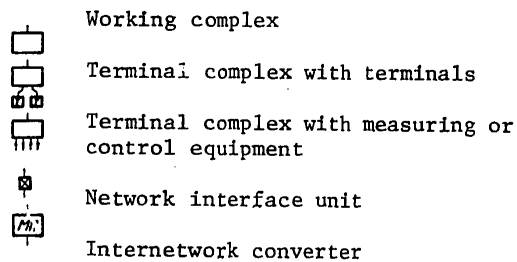 Working complex
Terminal complex with terminals
Terminal complex with measuring or
control equipment
Network interface unit
Internetwork converter